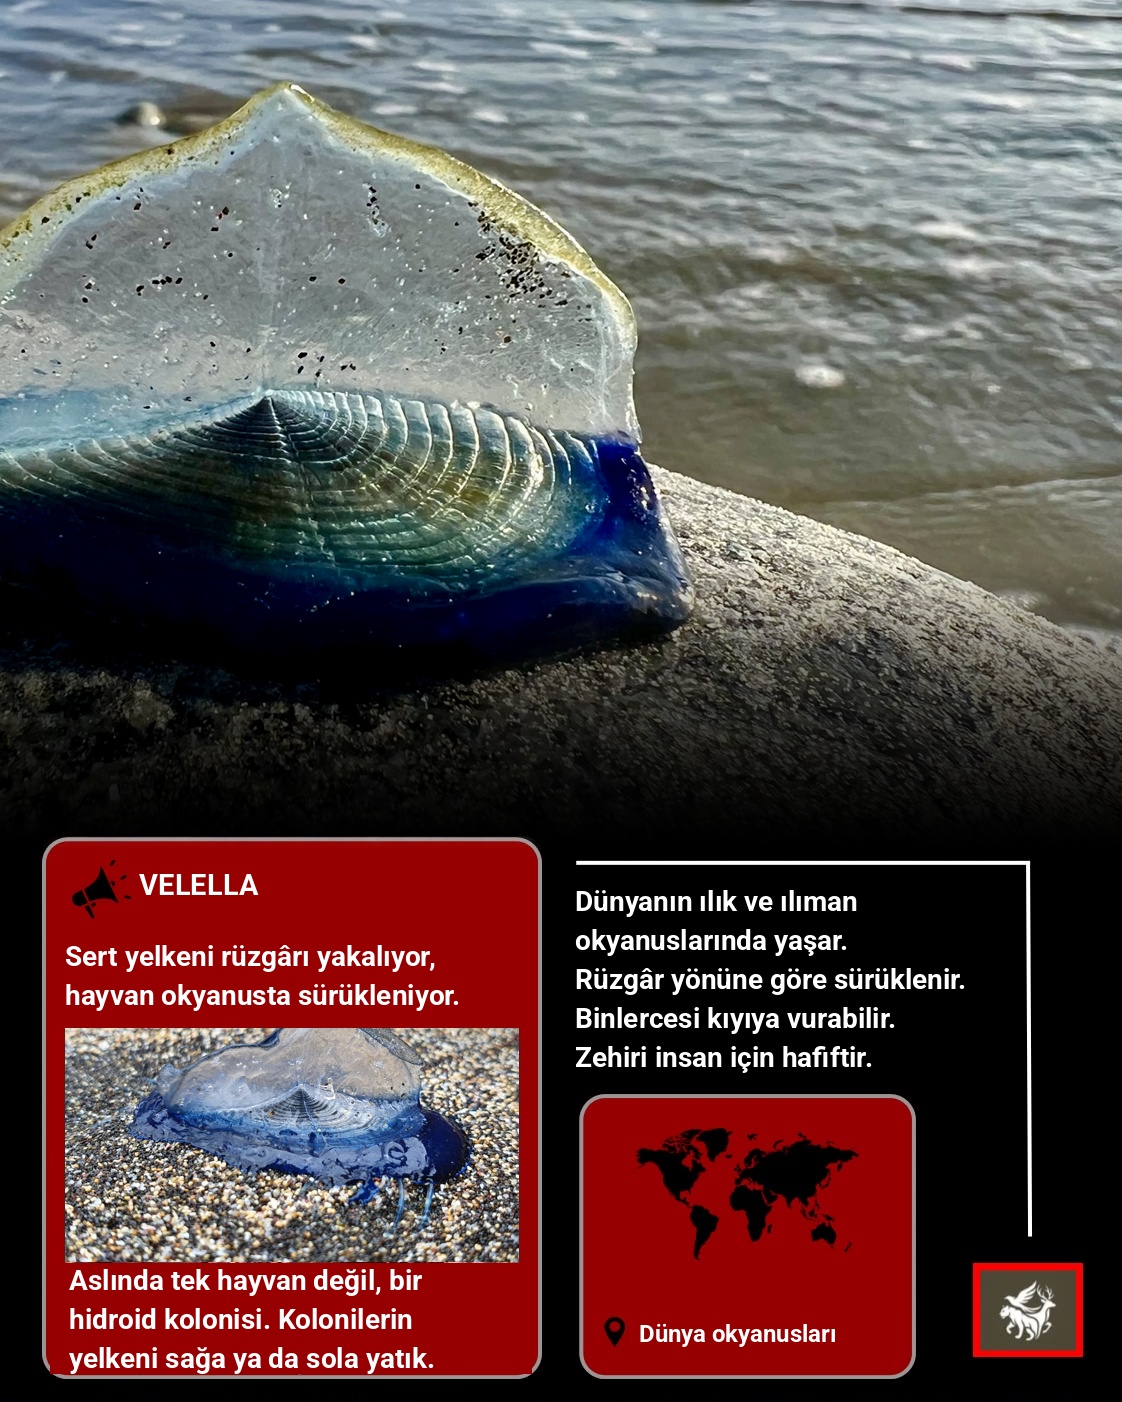 VELELLA
Sert yelkeni rüzgârı yakalıyor,
hayvan okyanusta sürükleniyor.
Aslında tek hayvan değil, bir
hidroid kolonisi. Kolonilerin
yelkeni sağa ya da sola yatık.
Dünyanın ılık ve ılıman
okyanuslarında yaşar.
Rüzgâr yönüne göre sürüklenir.
Binlercesi kıyıya vurabilir.
Zehiri insan için hafiftir.
Dünya okyanusları